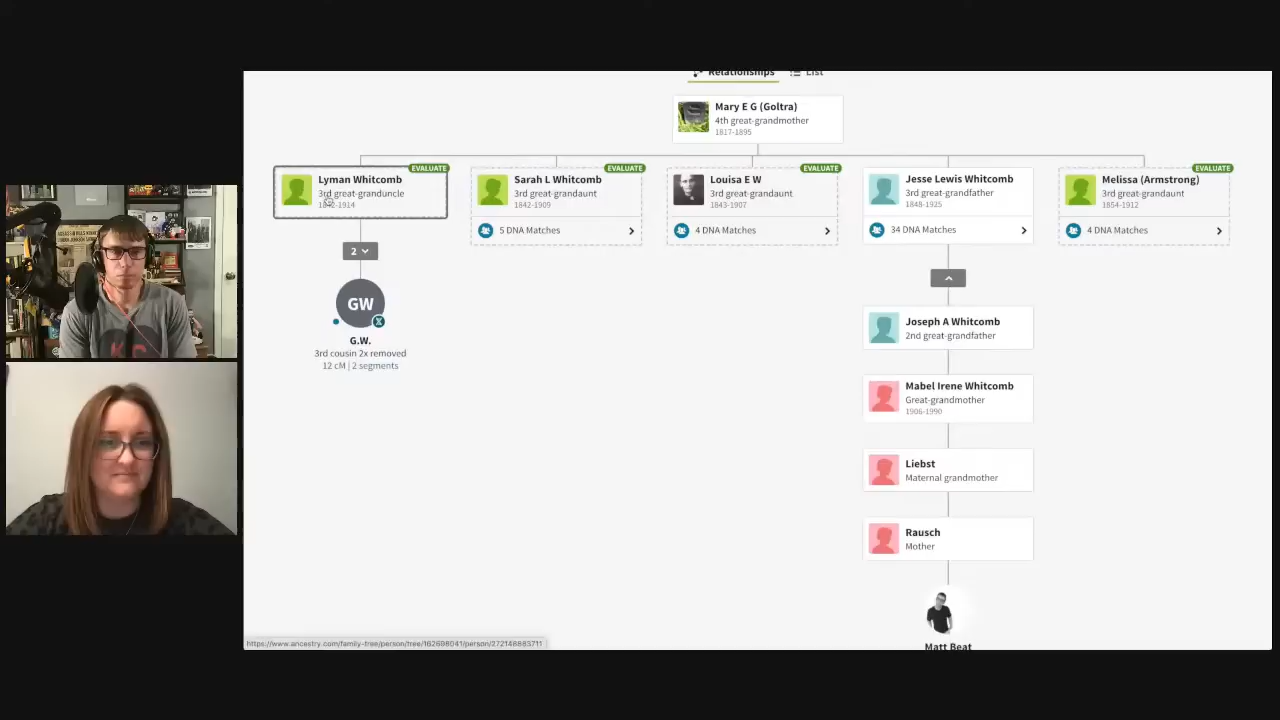 Relationships
List
Mary E G (Goltra)
4th great-grandmother
1817-1895
EVALUATE
Lyman Whitcomb
3rd great-granduncle
1842-1914
EVALUATE
Sarah L Whitcomb
3rd great-grandaunt
1842-1909
5 DNA Matches
EVALUATE
Louisa E W
3rd great-grandaunt
1843-1907
4 DNA Matches
Jesse Lewis Whitcomb
3rd great-grandfather
1848-1925
34 DNA Matches
EVALUATE
Melissa (Armstrong)
3rd great-grandaunt
1854-1912
4 DNA Matches
2
GW
G.W.
3rd cousin 2x removed
12 cM | 2 segments
Joseph A Whitcomb
2nd great-grandfather
Mabel Irene Whitcomb
Great-grandmother
1906-1990
Liebst
Maternal grandmother
Rausch
Mother
Matt Beat
KC